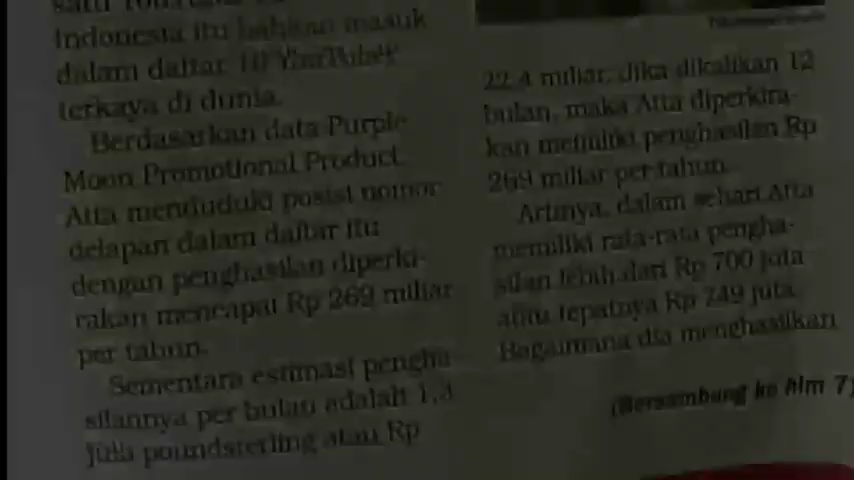 satu YouTuber
Indonesia itu bahkan masuk
dalam daftar 10 YouTuber
terkaya di dunia.
Berdasarkan data Purple
Moon Promotional Product,
Atta menduduki posisi nomor
delapan dalam daftar itu
dengan penghasilan diperki-
rakan mencapai Rp 269 miliar
per tahun.
Sementara estimasi pengha-
silannya per bulan adalah 1,3
juta poundsterling atau Rp
22,4 miliar. Jika dikalikan 12
bulan, maka Atta diperkira-
kan memiliki penghasilan Rp
269 miliar per tahun.
Artinya, dalam sehari Atta
memiliki rata-rata pengha-
silan lebih dari Rp 700 juta
atau tepatnya Rp 749 juta.
Bagaimana dia menghasilkan
(Bersambung ke hlm 7)